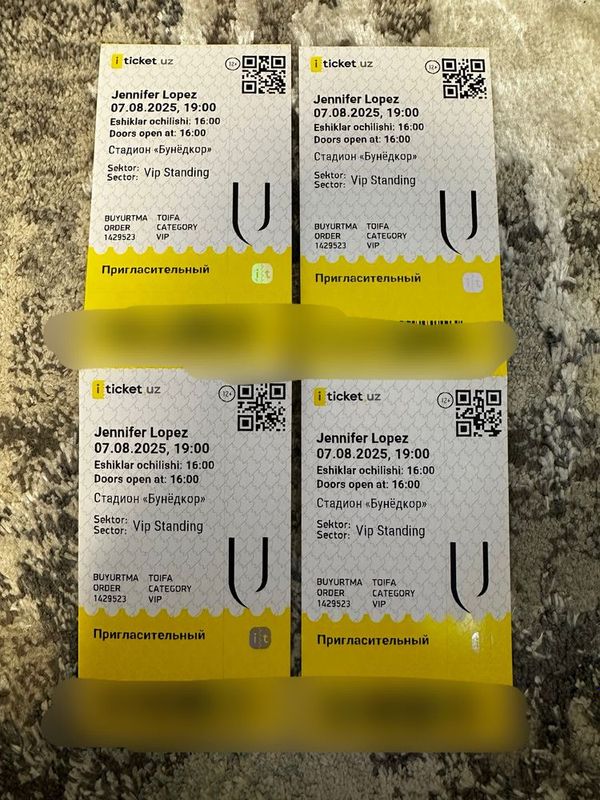 iticket.uz
12+
Jennifer Lopez
07.08.2025, 19:00
Eshiklar ochilishi: 16:00
Doors open at: 16:00
Стадион «Бунёдкор»
Sektor:
Sector: Vip Standing
BUYURTMA TOIFA
ORDER CATEGORY
1429523 VIP
Пригласительный
it
iticket.uz
12+
Jennifer Lopez
07.08.2025, 19:00
Eshiklar ochilishi: 16:00
Doors open at: 16:00
Стадион «Бунёдкор»
Sektor:
Sector: Vip Standing
BUYURTMA TOIFA
ORDER CATEGORY
1429523 VIP
Пригласительный
it
iticket.uz
12+
Jennifer Lopez
07.08.2025, 19:00
Eshiklar ochilishi: 16:00
Doors open at: 16:00
Стадион «Бунёдкор»
Sektor:
Sector: Vip Standing
BUYURTMA TOIFA
ORDER CATEGORY
1429523 VIP
Пригласительный
it
iticket.uz
12+
Jennifer Lopez
07.08.2025, 19:00
Eshiklar ochilishi: 16:00
Doors open at: 16:00
Стадион «Бунёдкор»
Sektor:
Sector: Vip Standing
BUYURTMA TOIFA
ORDER CATEGORY
1429523 VIP
Пригласительный